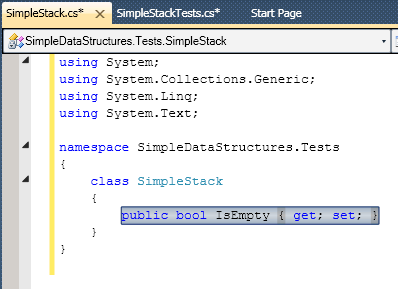 SimpleStack.cs* × SimpleStackTests.cs* Start Page
SimpleDataStructures.Tests.SimpleStack
using System;
using System.Collections.Generic;
using System.Linq;
using System.Text;
namespace SimpleDataStructures.Tests
{
class SimpleStack
{
public bool IsEmpty { get; set; }
}
}